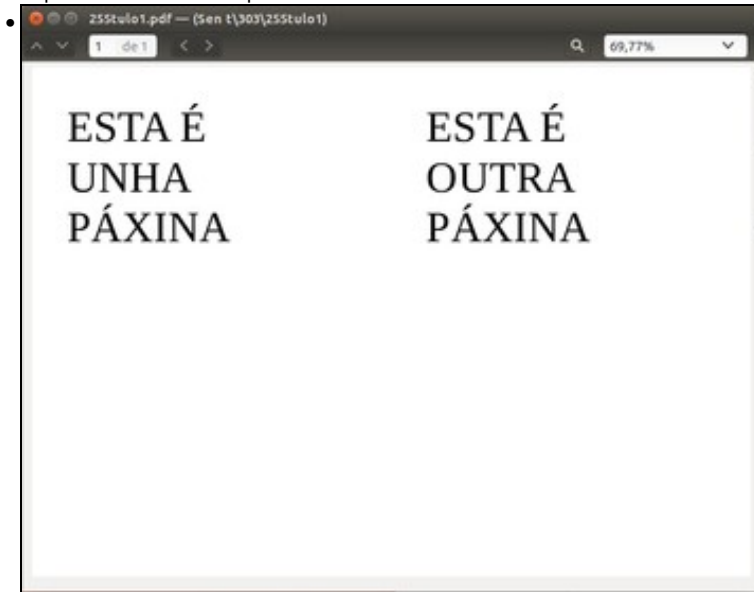 255tulo1.pdf — (Sen t\303\255tulo1)
1 de 1
69,77%
ESTA É
UNHA
PÁXINA
ESTA É
OUTRA
PÁXINA